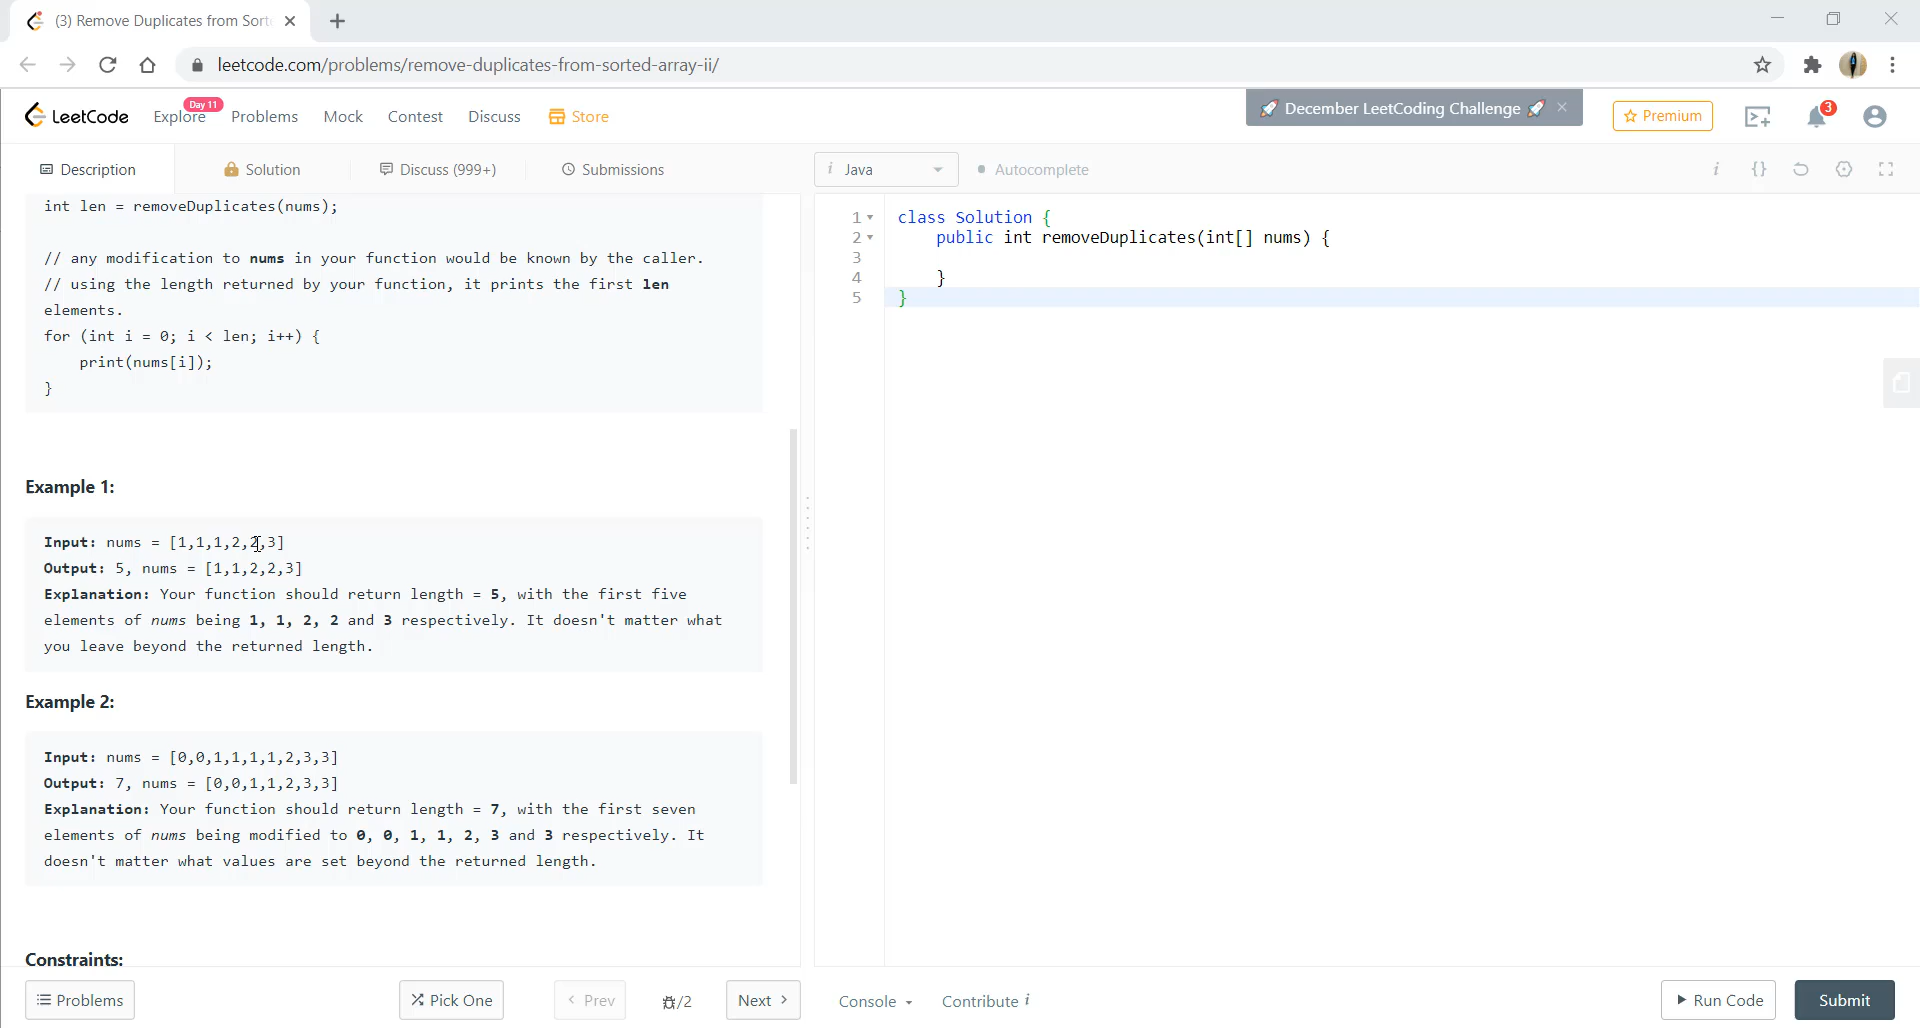 (3) Remove Duplicates from Sort
leetcode.com/problems/remove-duplicates-from-sorted-array-ii/
LeetCode
Explore
Day 11
Problems
Mock
Contest
Discuss
Store
🚀 December LeetCoding Challenge 🚀
Premium
3
Description
Solution
Discuss (999+)
Submissions
i Java
Autocomplete
i {}
int len = removeDuplicates(nums);
// any modification to nums in your function would be known by the caller.
// using the length returned by your function, it prints the first len
elements.
for (int i = 0; i < len; i++) {
print(nums[i]);
}
Example 1:
Input: nums = [1,1,1,2,2,3]
Output: 5, nums = [1,1,2,2,3]
Explanation: Your function should return length = 5, with the first five
elements of nums being 1, 1, 2, 2 and 3 respectively. It doesn't matter what
you leave beyond the returned length.
Example 2:
Input: nums = [0,0,1,1,1,1,2,3,3]
Output: 7, nums = [0,0,1,1,2,3,3]
Explanation: Your function should return length = 7, with the first seven
elements of nums being modified to 0, 0, 1, 1, 2, 3 and 3 respectively. It
doesn't matter what values are set beyond the returned length.
Constraints:
1 class Solution {
2 public int removeDuplicates(int[] nums) {
3
4 }
5 }
Problems
Pick One
Prev
/2
Next
Console
Contribute i
Run Code
Submit